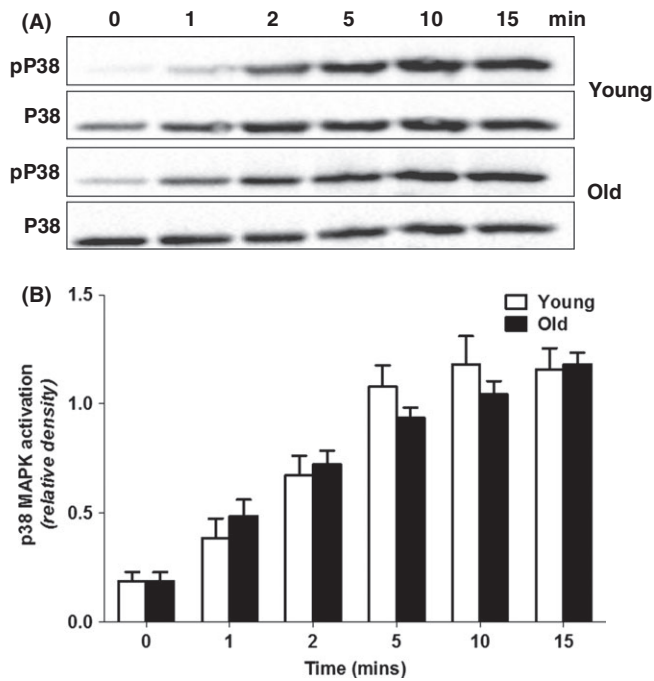 (A) 0 1 2 5 10 15 min
pP38
P38
Young
pP38
P38
Old
(B)
1.5
1.0
0.5
0.0
p38 MAPK activation
(relative density)
Young
Old
0 1 2 5 10 15
Time (mins)